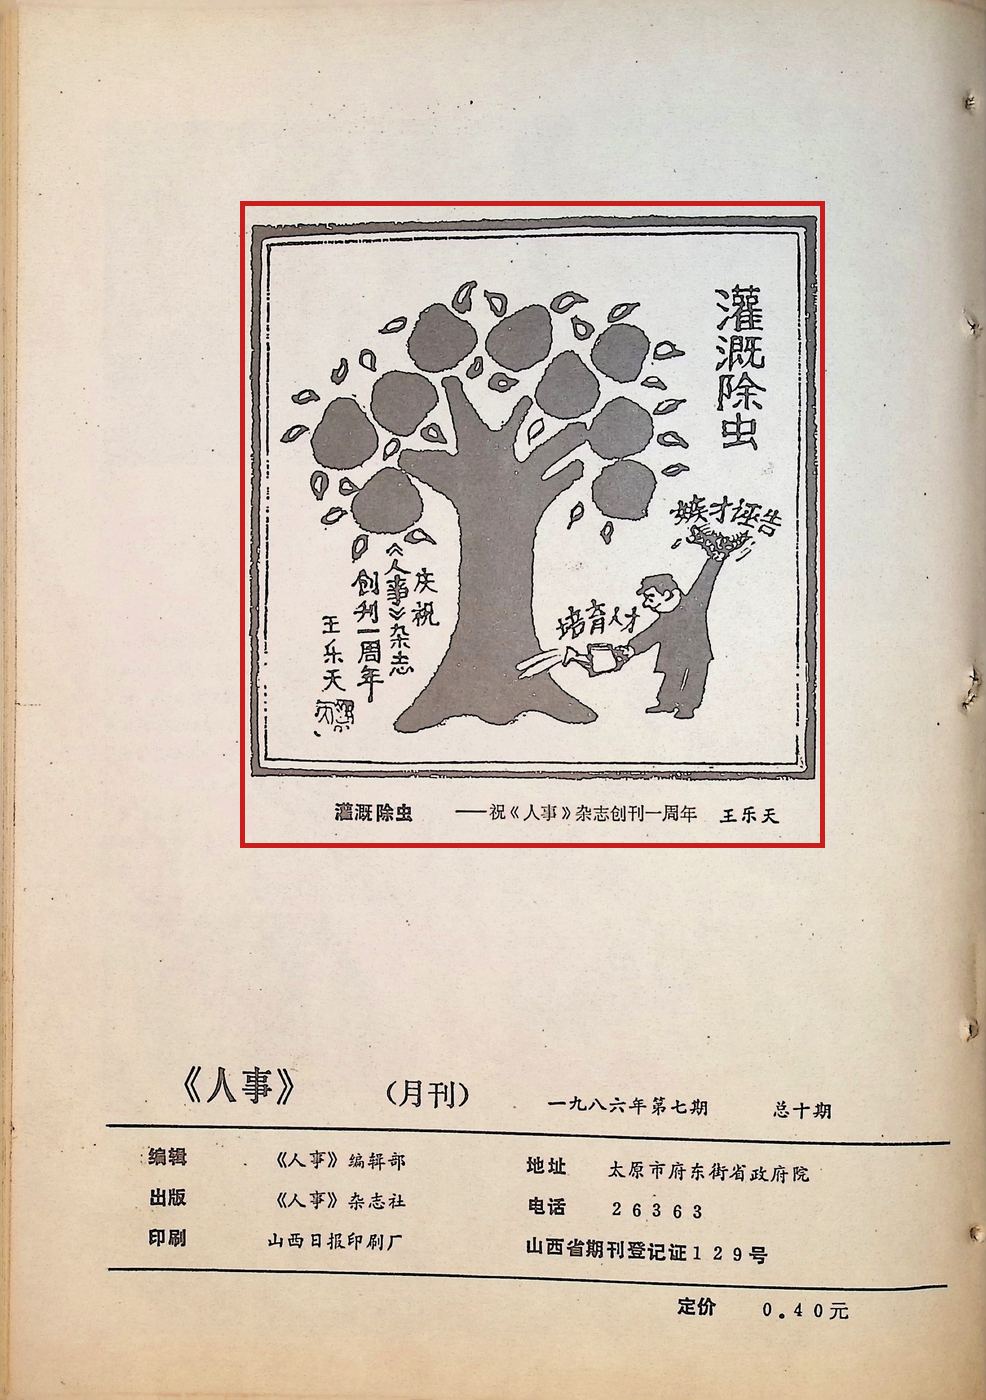 灌溉除虫
嫉才诬告
培育人才
庆祝
《人事》杂志
创刊一周年
王乐天
灌溉除虫 ——祝《人事》杂志创刊一周年 王乐天
《人事》 （月刊） 一九八六年第七期 总十期
编辑 《人事》编辑部 地址 太原市府东街省政府院
出版 《人事》杂志社 电话 26363
印刷 山西日报印刷厂 山西省期刊登记证129号
定价 0.40元